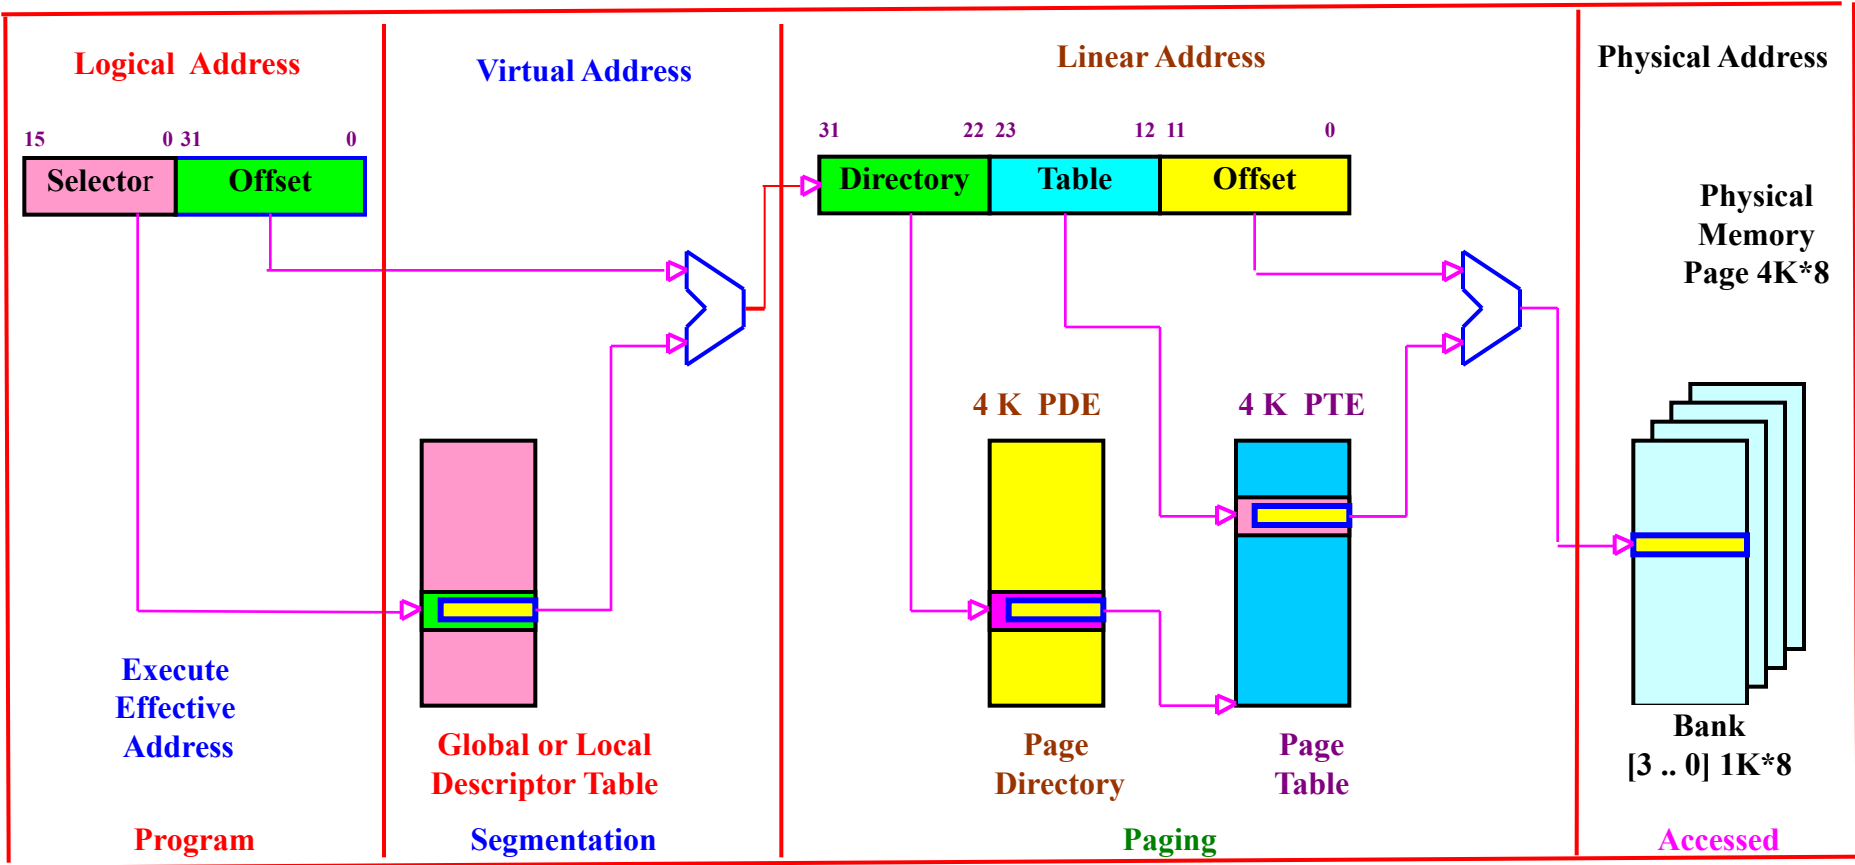 Logical Address
Virtual Address
Linear Address
Physical Address
15 0 31 0
Selector Offset
31 22 23 12 11 0
Directory Table Offset
Physical
Memory
Page 4K*8
4 K PDE
4 K PTE
Execute
Effective
Address
Global or Local
Descriptor Table
Page
Directory
Page
Table
Bank
[3 .. 0] 1K*8
Program
Segmentation
Paging
Accessed